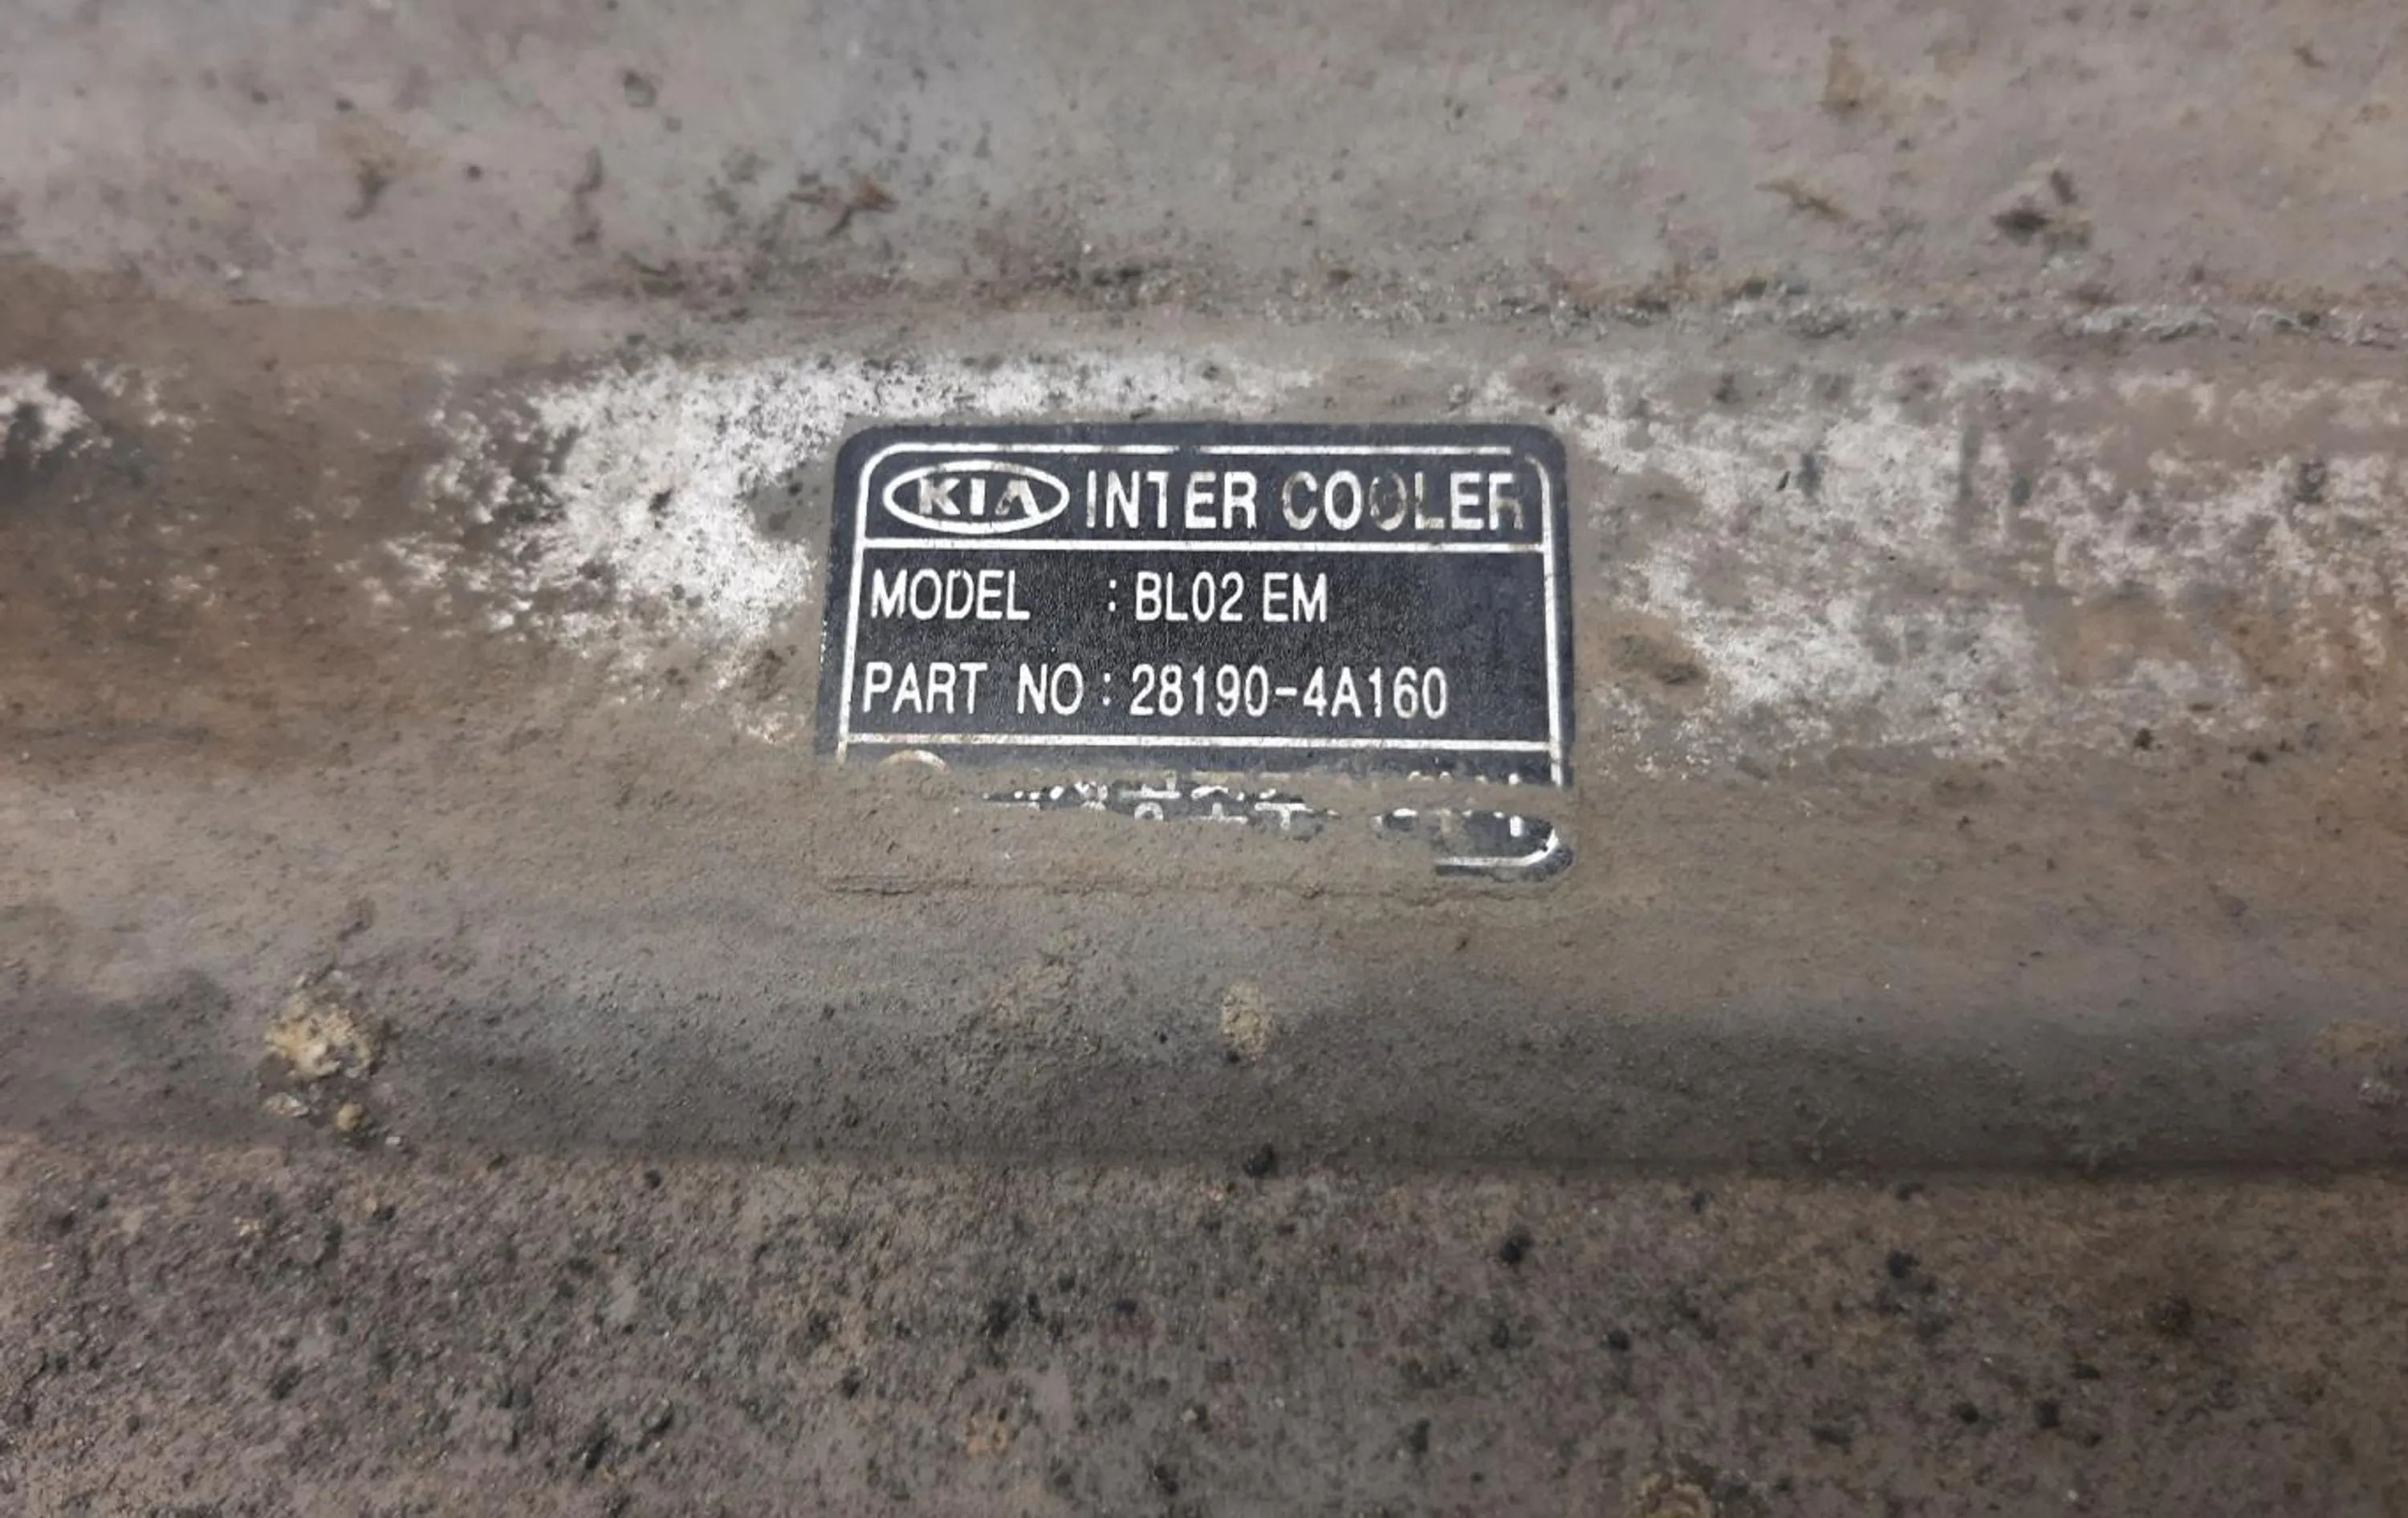 KIA INTER COOLER
MODEL : BL02 EM
PART NO : 28190-4A160